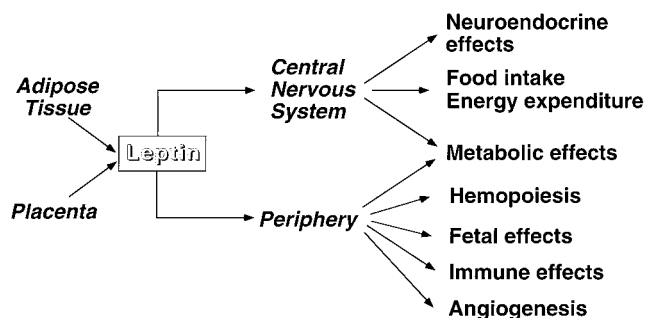 Adipose
Tissue
Placenta
Leptin
Central
Nervous
System
Periphery
Neuroendocrine
effects
Food intake
Energy expenditure
Metabolic effects
Hemopoiesis
Fetal effects
Immune effects
Angiogenesis